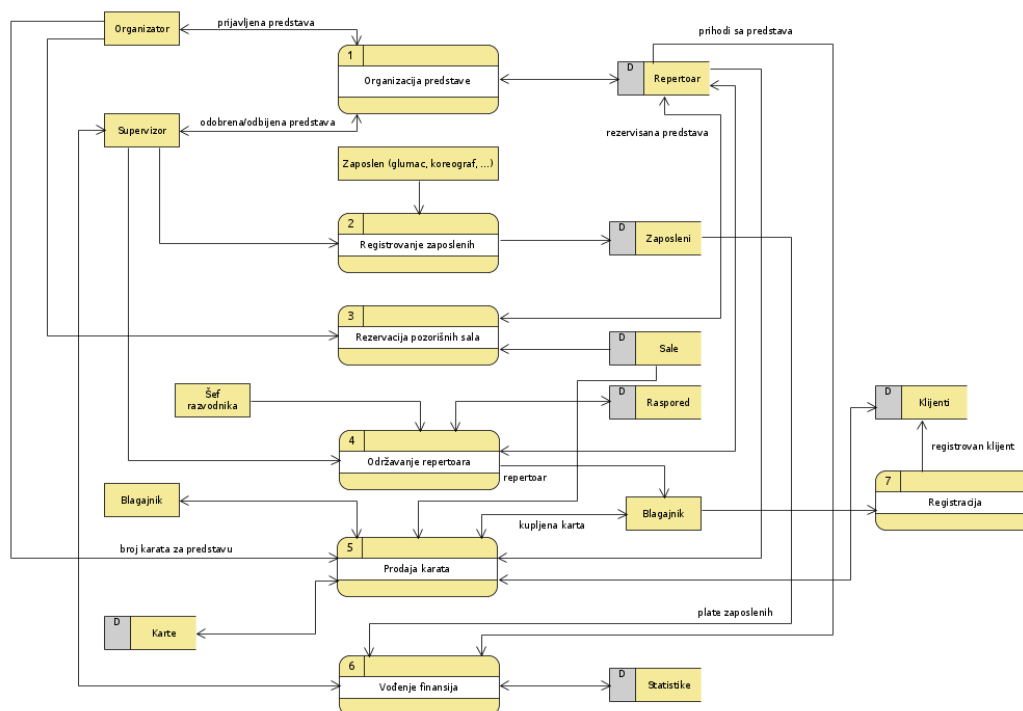 prihodi sa predstava
Organizator
prijavljena predstava
1
Organizacija predstave
D
Repertoar
Supervizor
odobrena/odbijena predstava
rezervisana predstava
Zaposlen (glumac, koreograf, ...)
2
Registrovanje zaposlenih
D
Zaposleni
3
Rezervacija pozorišnih sala
D
Sale
Šef
razvodnika
D
Raspored
D
Klijenti
4
Održavanje repertoara
repertoar
registrovan klijent
7
Registracija
Blagajnik
Blagajnik
kupljena karta
broj karata za predstavu
5
Prodaja karata
D
Karte
plate zaposlenih
6
Vođenje finansija
D
Statistike